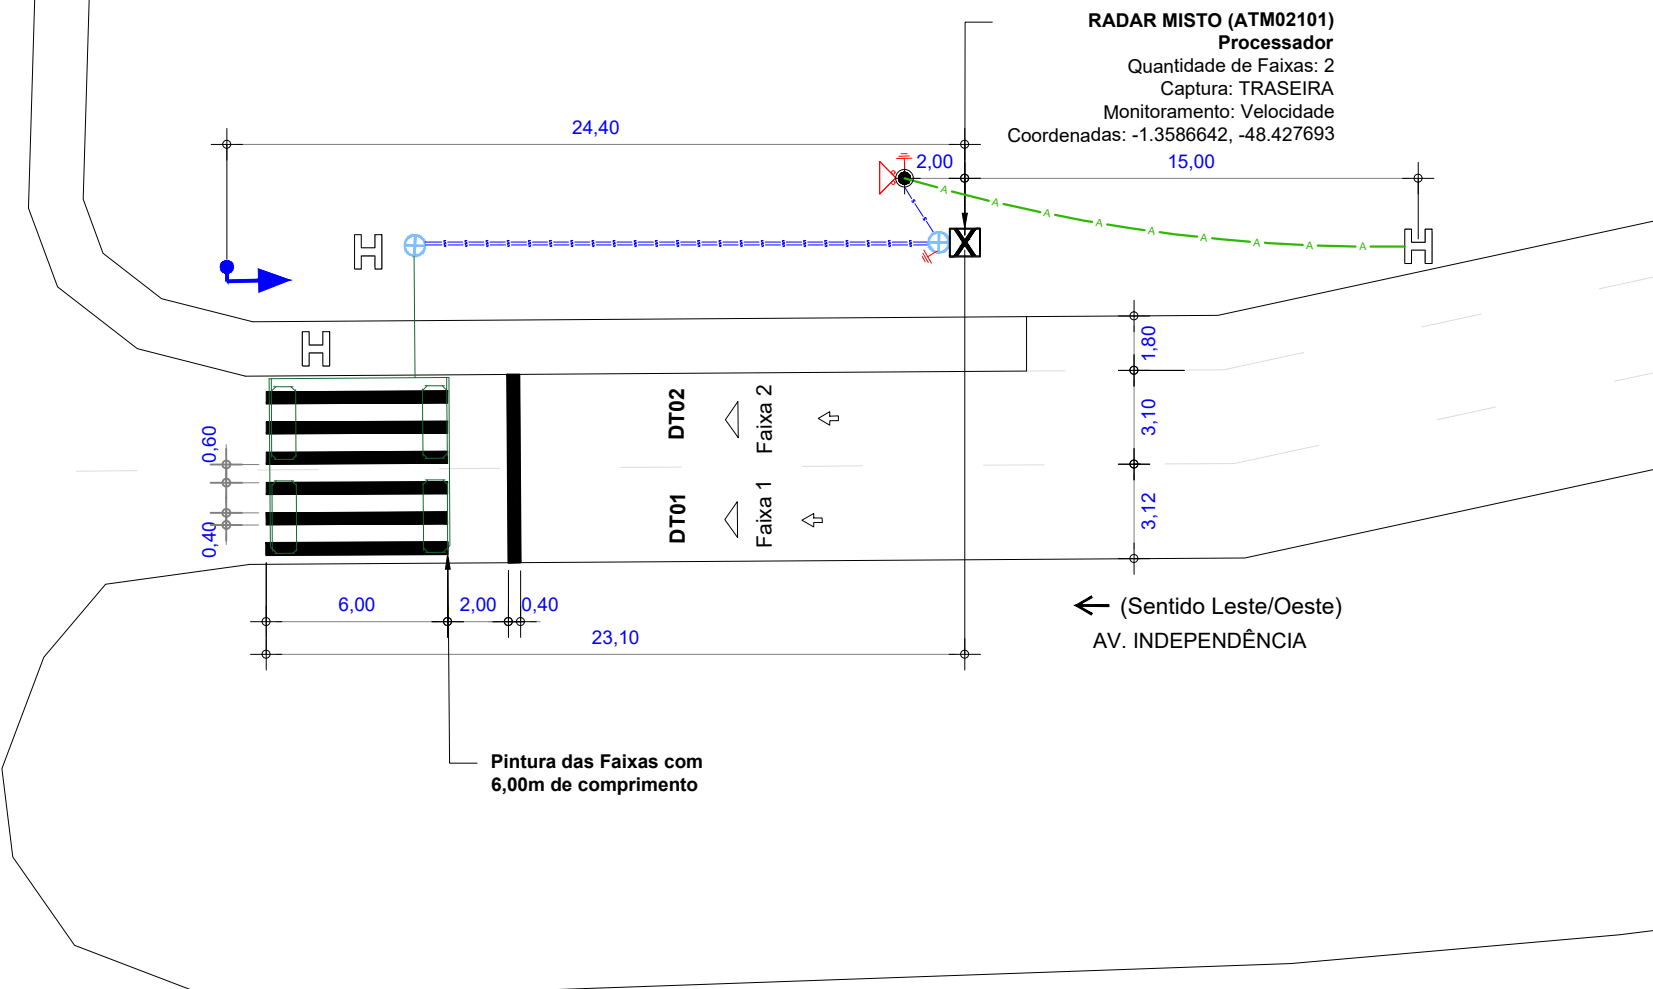 RADAR MISTO (ATM02101)
Processador
Quantidade de Faixas: 2
Captura: TRASEIRA
Monitoramento: Velocidade
Coordenadas: -1.3586642, -48.427693
24,40
2,00
15,00
A
A
A
A
A
A
A
A
A
X
1,80
3,10
3,12
0,60
0,40
DT02
Faixa 2
DT01
Faixa 1
6,00
2,00
0,40
23,10
(Sentido Leste/Oeste)
AV. INDEPENDÊNCIA
Pintura das Faixas com
6,00m de comprimento